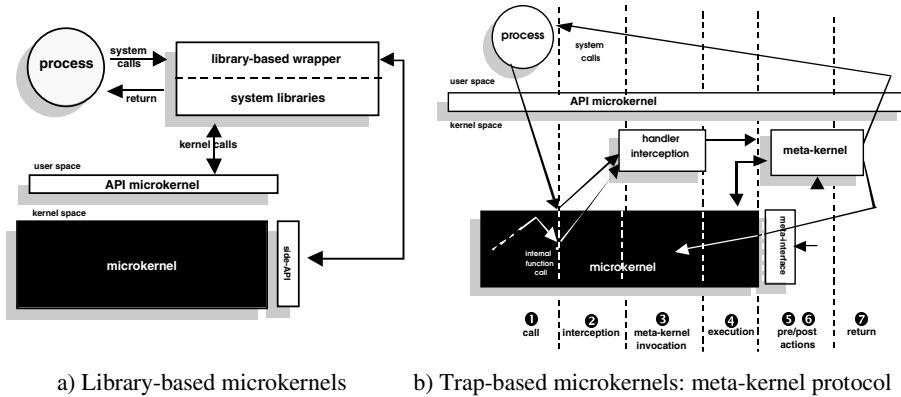 process
system
calls
return
library-based wrapper
system libraries
kernel calls
user space
API microkernel
kernel space
microkernel
side-API
a) Library-based microkernels
process
system
calls
user space
API microkernel
kernel space
handler
interception
meta-kernel
internal
function
call
microkernel
meta-interface
❶
call
❷
interception
❸
meta-kernel
invocation
❹
execution
❺ ❻
pre/post
actions
❼
return
b) Trap-based microkernels: meta-kernel protocol